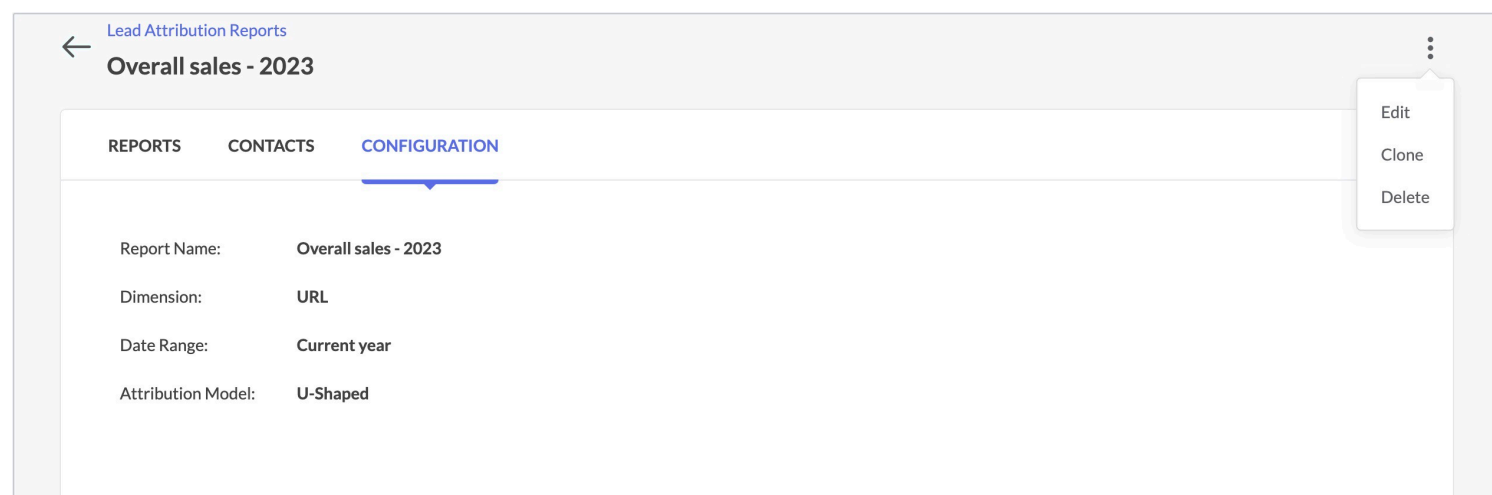 Lead Attribution Reports
Overall sales - 2023
Edit
Clone
Delete
REPORTS CONTACTS CONFIGURATION
Report Name: Overall sales - 2023
Dimension: URL
Date Range: Current year
Attribution Model: U-Shaped